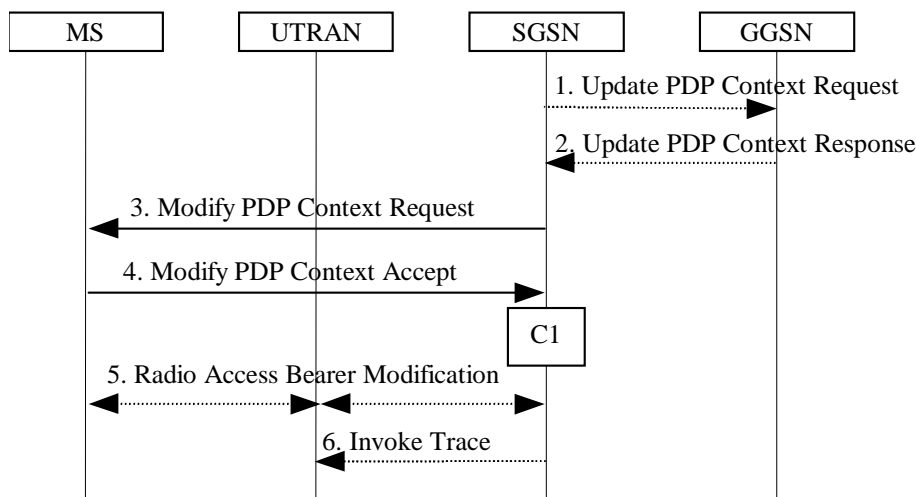 MS UTRAN SGSN GGSN
1. Update PDP Context Request
2. Update PDP Context Response
3. Modify PDP Context Request
4. Modify PDP Context Accept
C1
5. Radio Access Bearer Modification
6. Invoke Trace